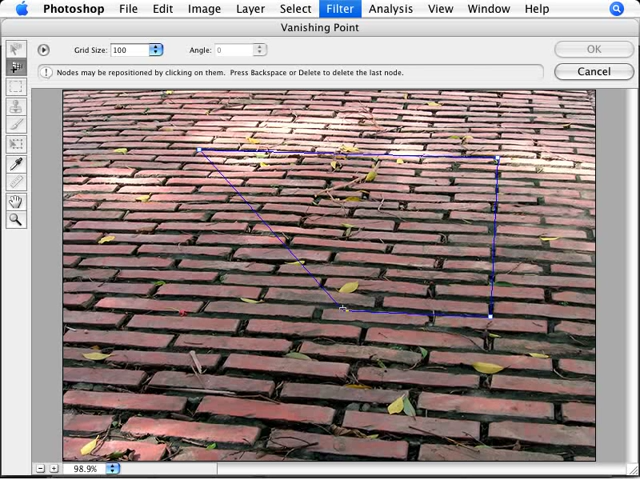 Photoshop File Edit Image Layer Select Filter Analysis View Window Help
Vanishing Point
Grid Size: 100 Angle: 0 OK
Nodes may be repositioned by clicking on them. Press Backspace or Delete to delete the last node. Cancel
98.9%